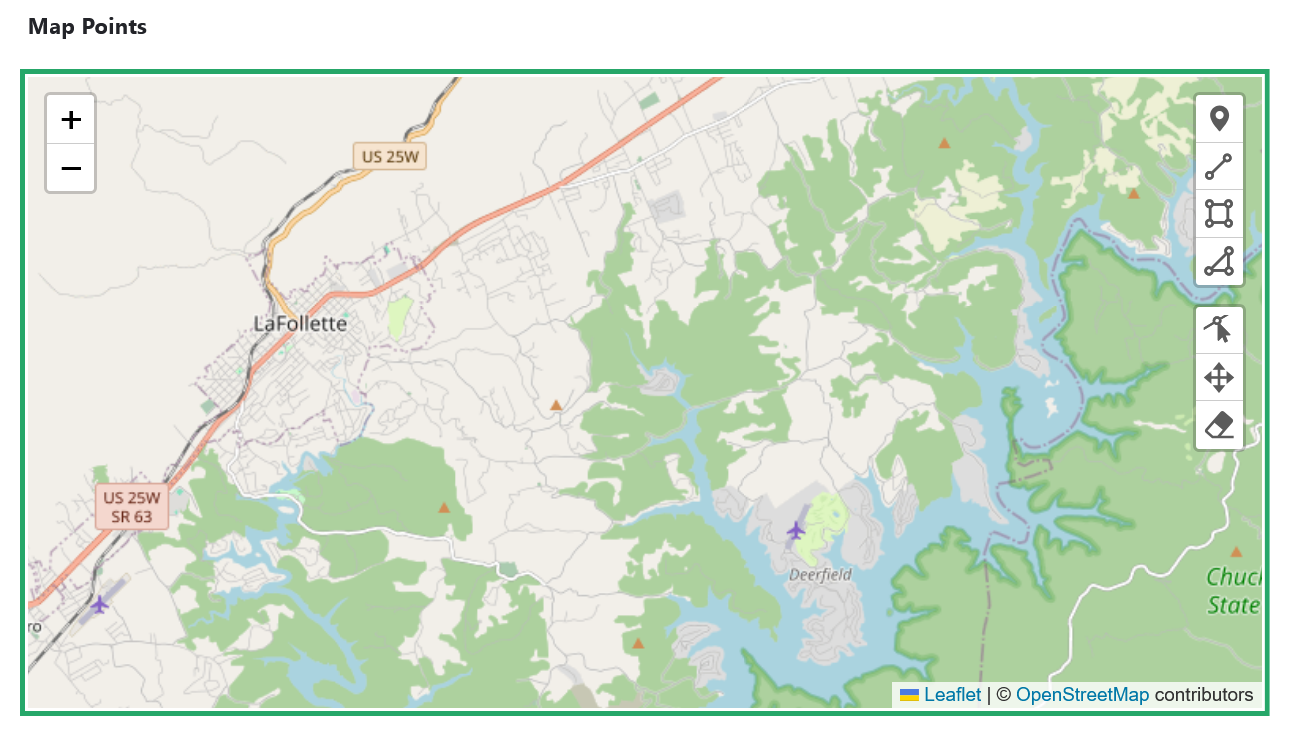 Map Points
+
−
US 25W
LaFollette
US 25W
SR 63
ro
Deerfield
Chuc
State
Leaflet | © OpenStreetMap contributors